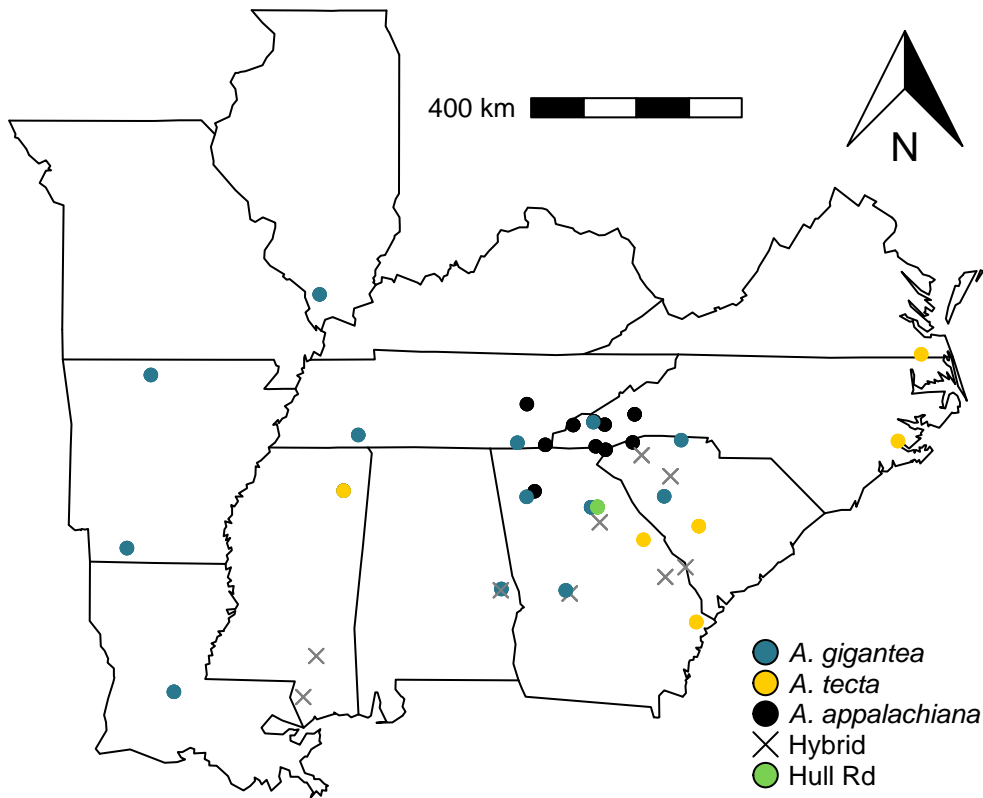 400 km
N
A. gigantea
A. tecta
A. appalachiana
Hybrid
Hull Rd